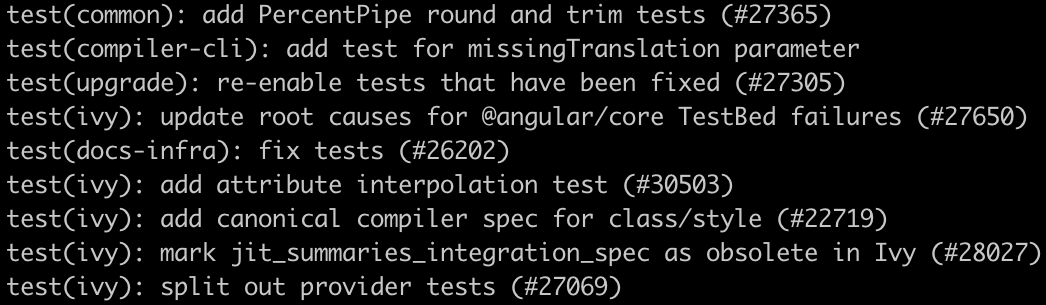 test(common): add PercentPipe round and trim tests (#27365)
test(compiler-cli): add test for missingTranslation parameter
test(upgrade): re-enable tests that have been fixed (#27305)
test(ivy): update root causes for @angular/core TestBed failures (#27650)
test(docs-infra): fix tests (#26202)
test(ivy): add attribute interpolation test (#30503)
test(ivy): add canonical compiler spec for class/style (#22719)
test(ivy): mark jit_summaries_integration_spec as obsolete in Ivy (#28027)
test(ivy): split out provider tests (#27069)